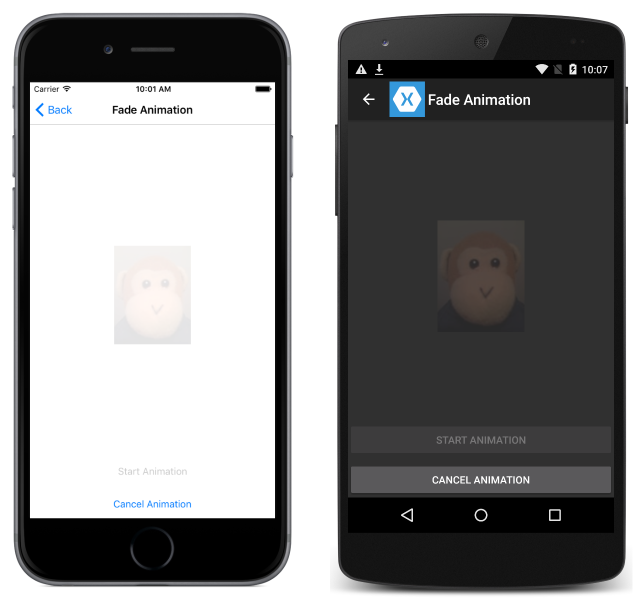 Carrier 10:01 AM
Back Fade Animation
Start Animation
Cancel Animation
10:07
Fade Animation
START ANIMATION
CANCEL ANIMATION